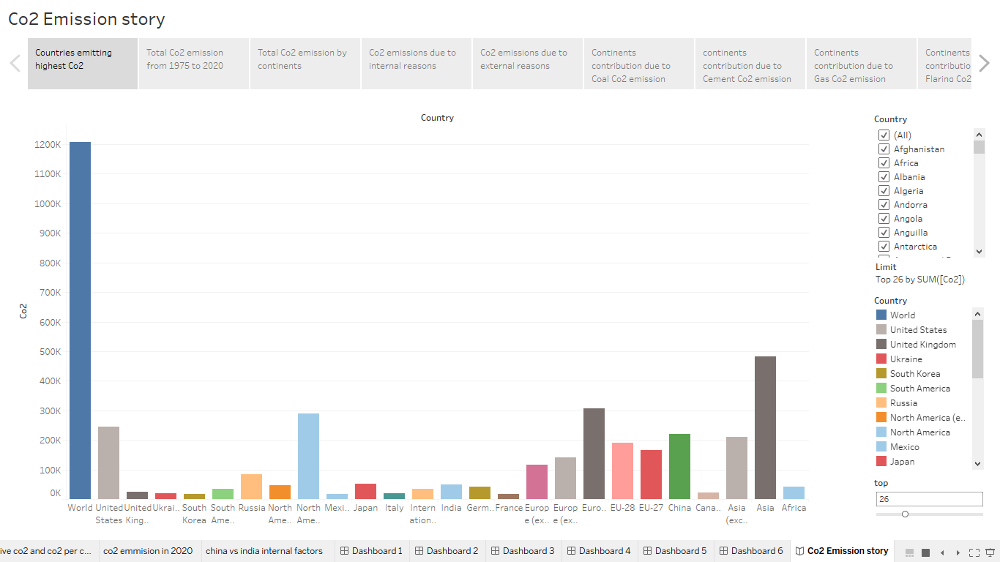 Co2 Emission story
Countries emitting
highest Co2
Total Co2 emission
from 1975 to 2020
Total Co2 emission by
continents
Co2 emissions due to
internal reasons
Co2 emissions due to
external reasons
Continents
contribution due to
Coal Co2 emission
continents
contribution due to
Cement Co2 emission
Continents
contribution due to
Gas Co2 emission
Continents
contributio
Flaring Co2
Country
1200K
1100K
1000K
900K
800K
700K
600K
500K
400K
300K
200K
100K
0K
Co2
World
United
States
United
King..
Ukrai..
South
Korea
South
Ame..
Russia
North
Ame..
North
Ame..
Mexi..
Japan
Italy
Intern
ation..
India
Germ..
France
Europ
e (ex..
Europ
e (ex..
Euro..
EU-28
EU-27
China
Cana..
Asia
(exc..
Asia
Africa
Country
(All)
Afghanistan
Africa
Albania
Algeria
Andorra
Angola
Anguilla
Antarctica
Limit
Top 26 by SUM([Co2])
Country
World
United States
United Kingdom
Ukraine
South Korea
South America
Russia
North America (e..
North America
Mexico
Japan
top
26
ive co2 and co2 per c...
co2 emmision in 2020
china vs india internal factors
Dashboard 1
Dashboard 2
Dashboard 3
Dashboard 4
Dashboard 5
Dashboard 6
Co2 Emission story